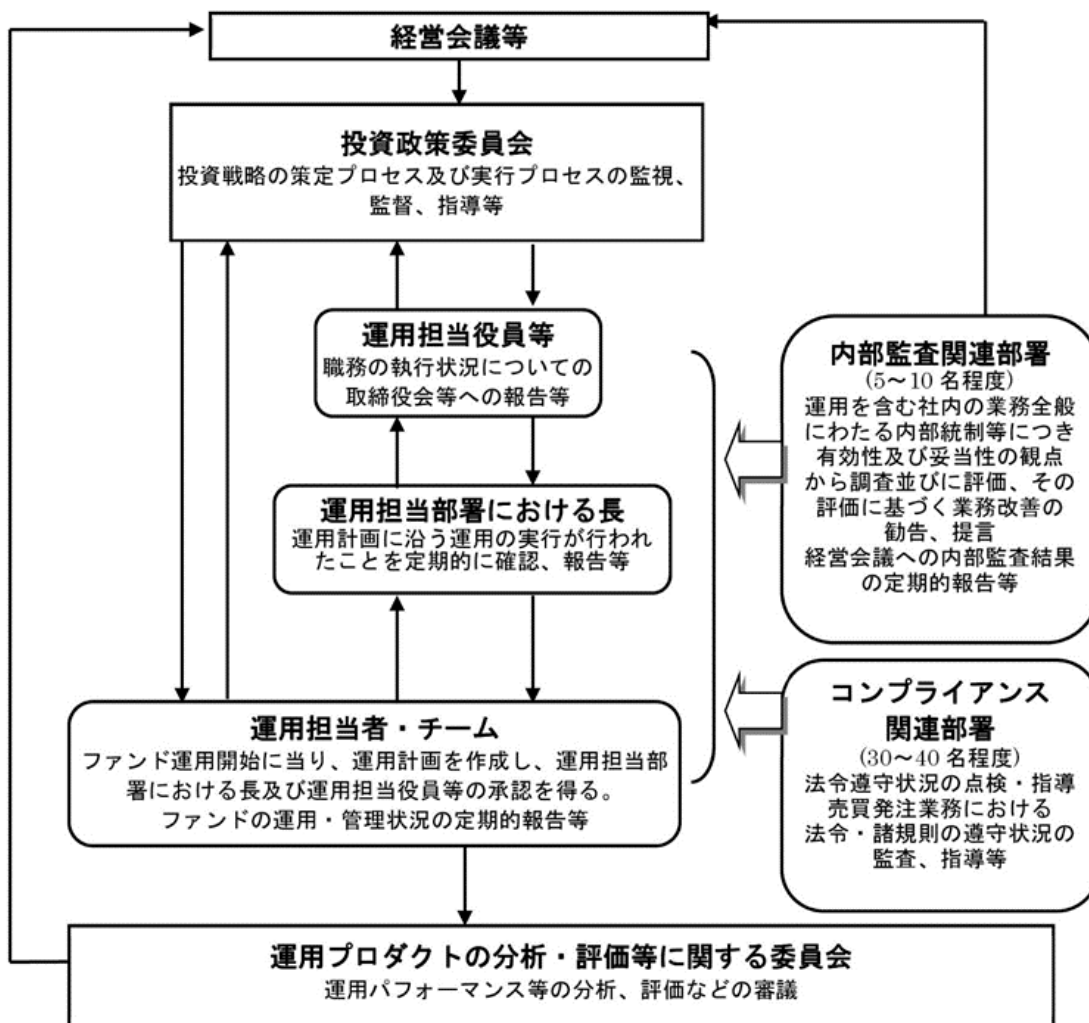 経営会議等
投資政策委員会
投資戦略の策定プロセス及び実行プロセスの監視、
監督、指導等
運用担当役員等
職務の執行状況についての
取締役会等への報告等
運用担当部署における長
運用計画に沿う運用の実行が行われ
たことを定期的に確認、報告等
運用担当者・チーム
ファンド運用開始に当り、運用計画を作成し、運用担当部
署における長及び運用担当役員等の承認を得る。
ファンドの運用・管理状況の定期的報告等
内部監査関連部署
(5～10 名程度)
運用を含む社内の業務全般
にわたる内部統制等につき
有効性及び妥当性の観点
から調査並びに評価、その
評価に基づく業務改善の
勧告、提言
経営会議への内部監査結果
の定期的報告等
コンプライアンス
関連部署
(30～40 名程度)
法令遵守状況の点検・指導
売買発注業務における
法令・諸規則の遵守状況の
監査、指導等
運用プロダクトの分析・評価等に関する委員会
運用パフォーマンス等の分析、評価などの審議